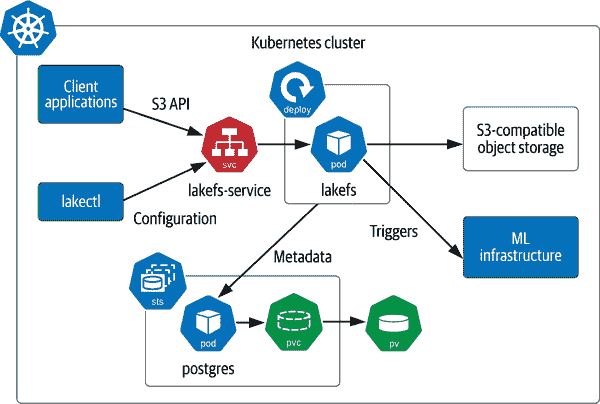 Kubernetes cluster
Client
applications
S3 API
deploy
svc
pod
S3-compatible
object storage
lakefs-service
lakefs
lakectl
Configuration
Triggers
ML
infrastructure
Metadata
sts
pod
pvc
pv
postgres